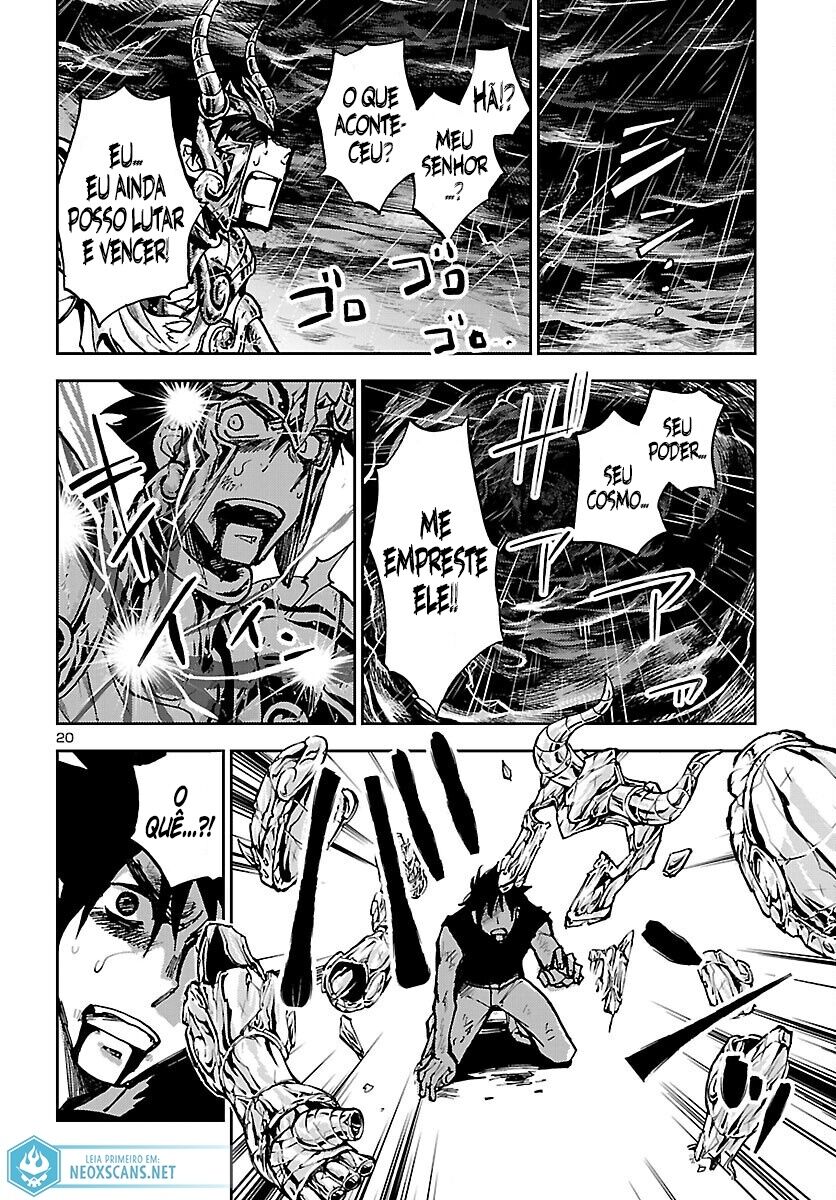 HÃ!?
MEU
SENHOR
...?
O QUE
ACONTE-
CEU?
EU...
EU AINDA
POSSO LUTAR
E VENCER!
ゴロ
ゴロ
ゴロ...
SEU
PODER...
SEU
COSMO...
ME
EMPRESTE
ELE!!
20
O
QUÊ...?!
LEIA PRIMEIRO EM:
NEOXSCANS.NET